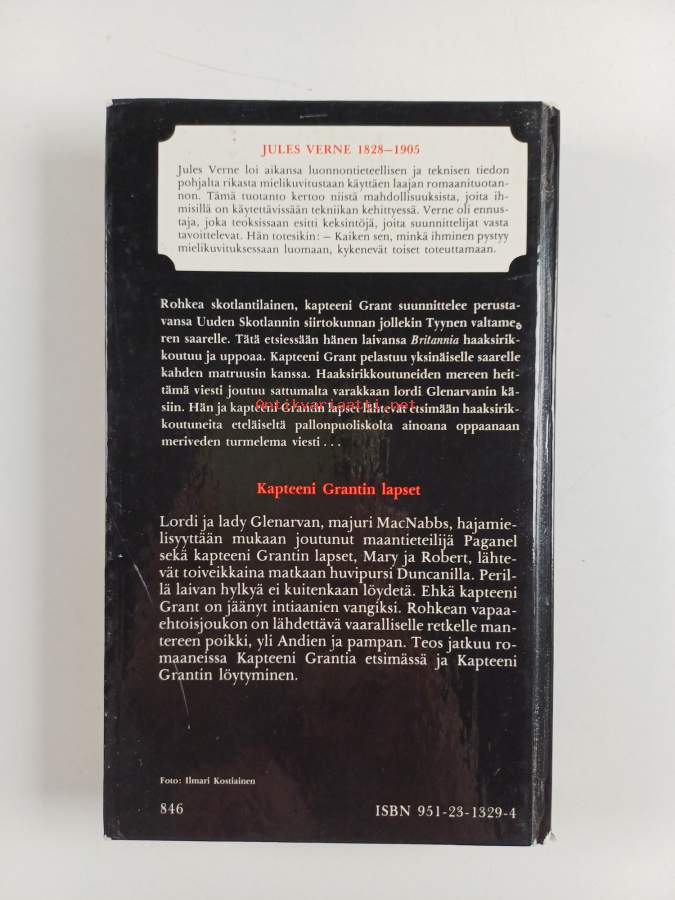 JULES VERNE 1828–1905
Jules Verne loi aikansa luonnontieteellisen ja teknisen tiedon
pohjalta rikasta mielikuvitustaan käyttäen laajan romaanituotan-
non. Tämä tuotanto kertoo niistä mahdollisuuksista, joita ih-
misillä on käytettävissään tekniikan kehittyessä. Verne oli ennus-
taja, joka teoksissaan esitti keksintöjä, joita suunnittelijat vasta
tavoittelevat. Hän totesikin: – Kaiken sen, minkä ihminen pystyy
mielikuvituksessaan luomaan, kykenevät toiset toteuttamaan.
Rohkea skotlantilainen, kapteeni Grant suunnittelee perusta-
vansa Uuden Skotlannin siirtokunnan jollekin Tyynen valtame-
ren saarelle. Tätä etsiessään hänen laivansa Britannia haaksirik-
koutuu ja uppoaa. Kapteeni Grant pelastuu yksinäiselle saarelle
kahden matruusin kanssa. Haaksirikkoutuneiden mereen heit-
tämä viesti joutuu sattumalta varakkaan lordi Glenarvanin kä-
siin. Hän ja kapteeni Grantin lapset lähtevät etsimään haaksirik-
Antikvariaatti.net
koutuneita eteläiseltä pallonpuoliskolta ainoana oppaanaan
meriveden turmelema viesti . . .
Kapteeni Grantin lapset
Lordi ja lady Glenarvan, majuri MacNabbs, hajamie-
lisyyttään mukaan joutunut maantieteilijä Paganel
sekä kapteeni Grantin lapset, Mary ja Robert, lähte-
vät toiveikkaina matkaan huvipursi Duncanilla. Peril-
lä laivan hylkyä ei kuitenkaan löydetä. Ehkä kapteeni
Grant on jäänyt intiaanien vangiksi. Rohkean vapaa-
ehtoisjoukon on lähdettävä vaaralliselle retkelle man-
tereen poikki, yli Andien ja pampan. Teos jatkuu ro-
maaneissa Kapteeni Grantia etsimässä ja Kapteeni
Grantin löytyminen.
Foto: Ilmari Kostiainen
846
ISBN 951-23-1329-4